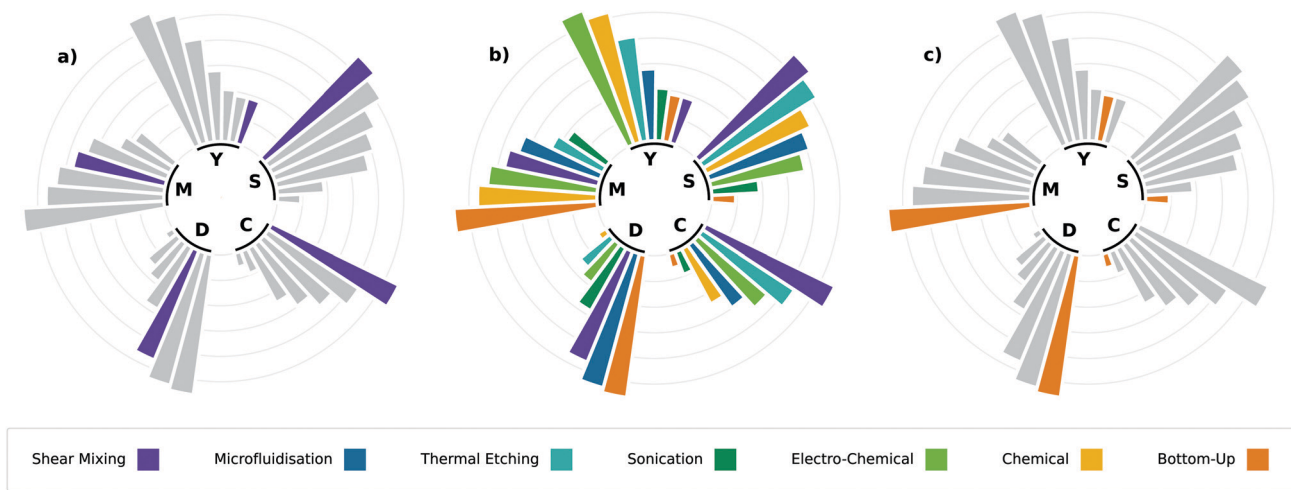 a)
Y
S
M
D
C
b)
Y
S
M
D
C
c)
Y
S
M
D
C
Shear Mixing
Microfluidisation
Thermal Etching
Sonication
Electro-Chemical
Chemical
Bottom-Up